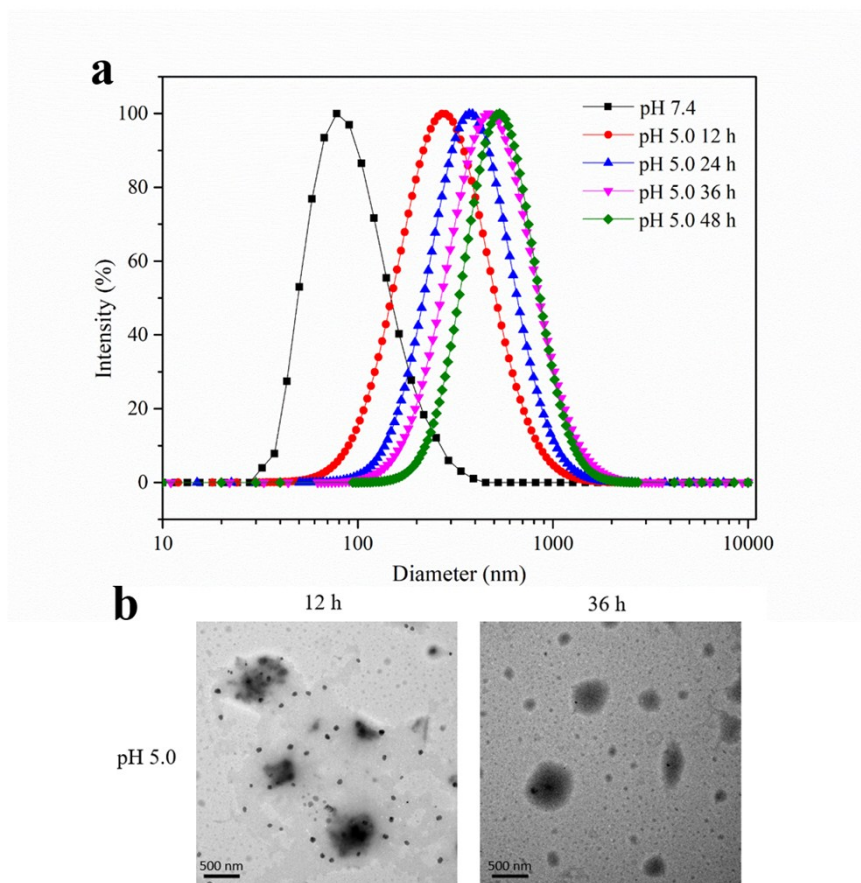 a
100
80
60
40
20
0
Intensity (%)
pH 7.4
pH 5.0 12 h
pH 5.0 24 h
pH 5.0 36 h
pH 5.0 48 h
10
100
1000
10000
Diameter (nm)
b
12 h
36 h
pH 5.0
500 nm
500 nm